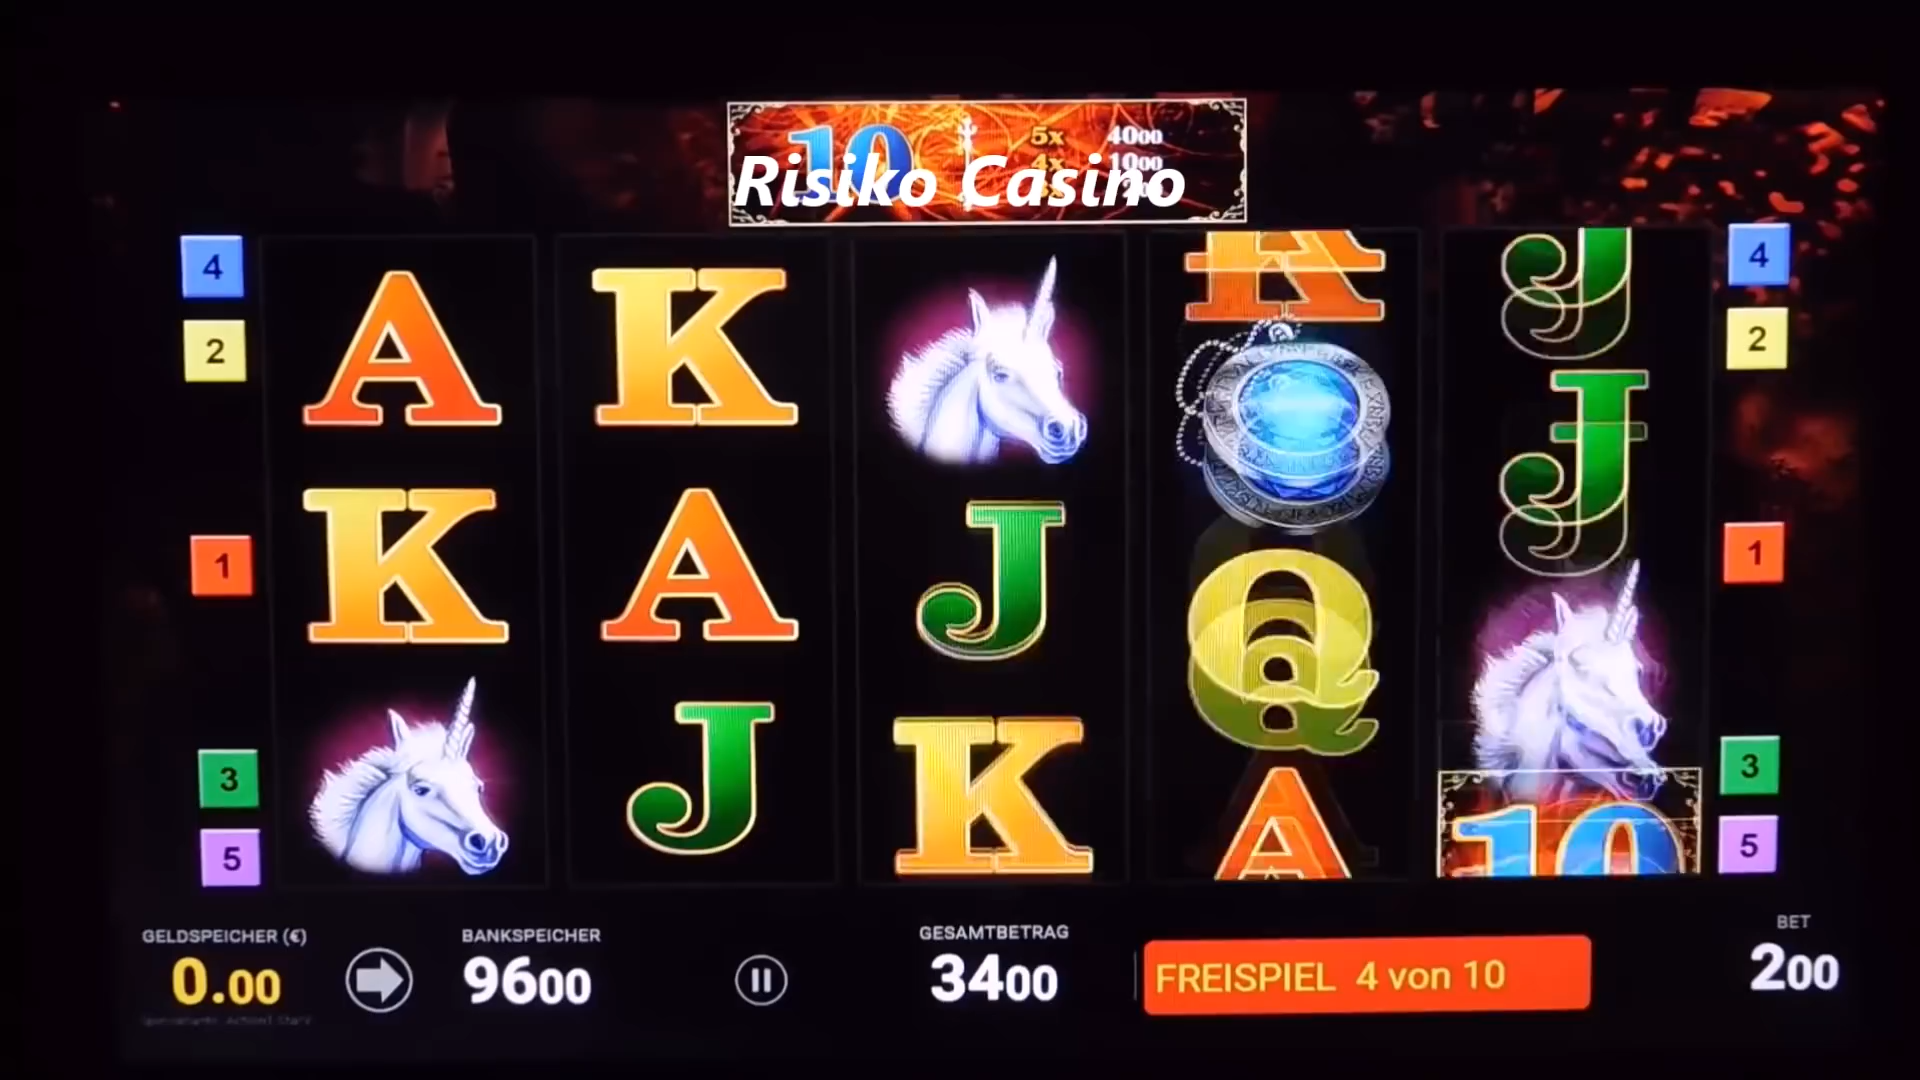 10 5x 4000
4x 1000
Risiko Casino
4 A K K J 4
2 2
1 K A J Q J 1
3 J K A 10 3
5 5
GELDSPEICHER (€) BANKSPEICHER GESAMTBETRAG BET
0.00 9600 3400 FREISPIEL 4 von 10 200